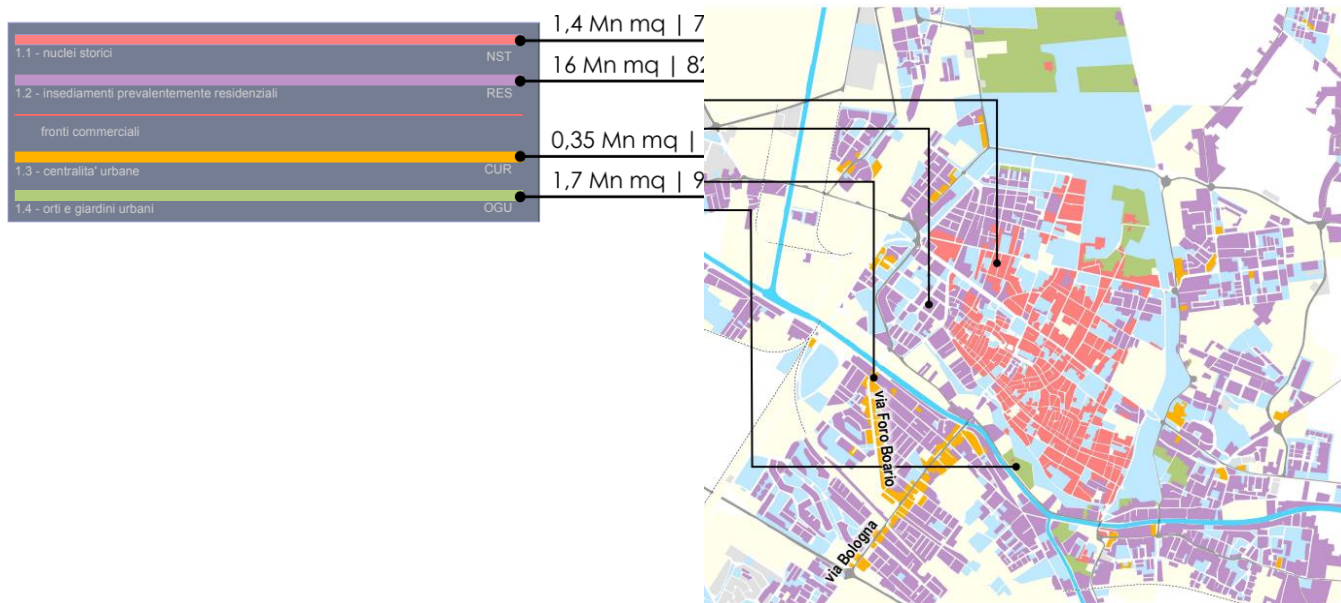 1,4 Mn mq | 7
1.1 - nuclei storici NST
16 Mn mq | 82
1.2 - insediamenti prevalentemente residenziali RES
fronti commerciali
0,35 Mn mq |
1.3 - centralita' urbane CUR
1,7 Mn mq | 9
1.4 - orti e giardini urbani OGU
via Foro Boario
via Bologna